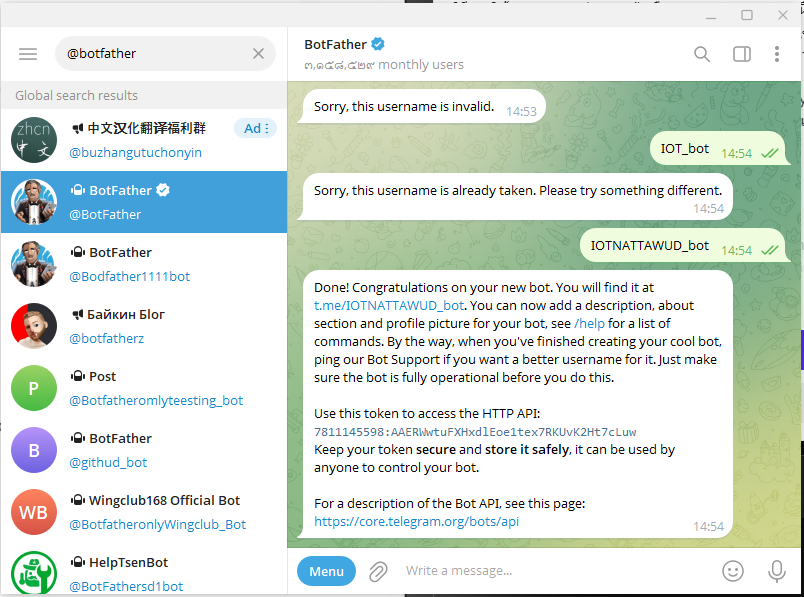 @botfather
Global search results
中文汉化翻译福利群
Ad
@buzhangutuchonyin
BotFather
@BotFather
BotFather
@Bodfather1111bot
Байкин Блог
@botfatherz
Post
@Botfatheromlyteesting_bot
BotFather
@githud_bot
Wingclub168 Official Bot
@BotfatheronlyWingclub_Bot
HelpTsenBot
@BotFathersd1bot
zhcn
中文
P
B
WB
BotFather
๓,๑๕๘,๕๒๙ monthly users
Sorry, this username is invalid. 14:53
IOT_bot 14:54
Sorry, this username is already taken. Please try something different.
14:54
IOTNATTAWUD_bot 14:54
Done! Congratulations on your new bot. You will find it at
t.me/IOTNATTAWUD_bot. You can now add a description, about
section and profile picture for your bot, see /help for a list of
commands. By the way, when you've finished creating your cool bot,
ping our Bot Support if you want a better username for it. Just make
sure the bot is fully operational before you do this.
Use this token to access the HTTP API:
7811145598:AAERWwtuFXHxdlEoe1tex7RKUvK2Ht7cLuw
Keep your token secure and store it safely, it can be used by
anyone to control your bot.
For a description of the Bot API, see this page:
https://core.telegram.org/bots/api
14:54
Menu
Write a message...